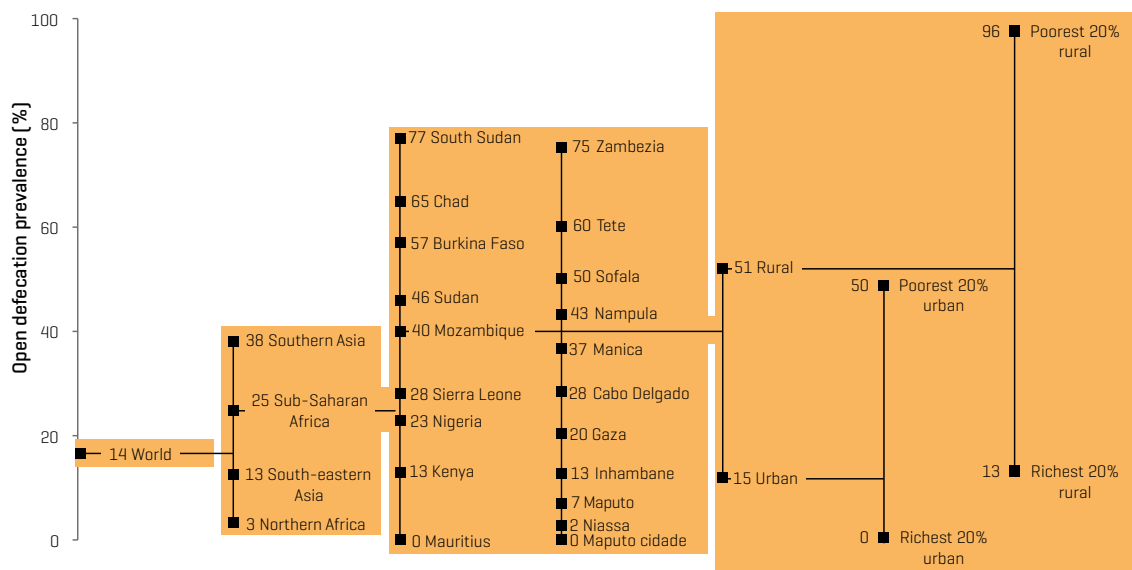 Open defecation prevalence (%)
100
80
60
40
20
0
14 World
38 Southern Asia
25 Sub-Saharan
Africa
13 South-eastern
Asia
3 Northern Africa
77 South Sudan
65 Chad
57 Burkina Faso
46 Sudan
40 Mozambique
28 Sierra Leone
23 Nigeria
13 Kenya
0 Mauritius
75 Zambezia
60 Tete
50 Sofala
43 Nampula
37 Manica
28 Cabo Delgado
20 Gaza
13 Inhambane
7 Maputo
2 Niassa
0 Maputo cidade
51 Rural
15 Urban
50 Poorest 20%
urban
0 Richest 20%
urban
96 Poorest 20%
rural
13 Richest 20%
rural